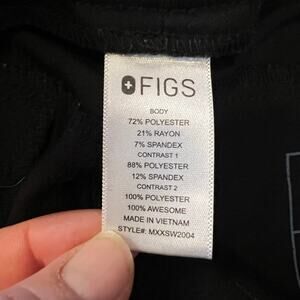 FIGS
BODY
72% POLYESTER
21% RAYON
7% SPANDEX
CONTRAST 1
88% POLYESTER
12% SPANDEX
CONTRAST 2
100% POLYESTER
100% AWESOME
MADE IN VIETNAM
STYLE#: MXXSW2004